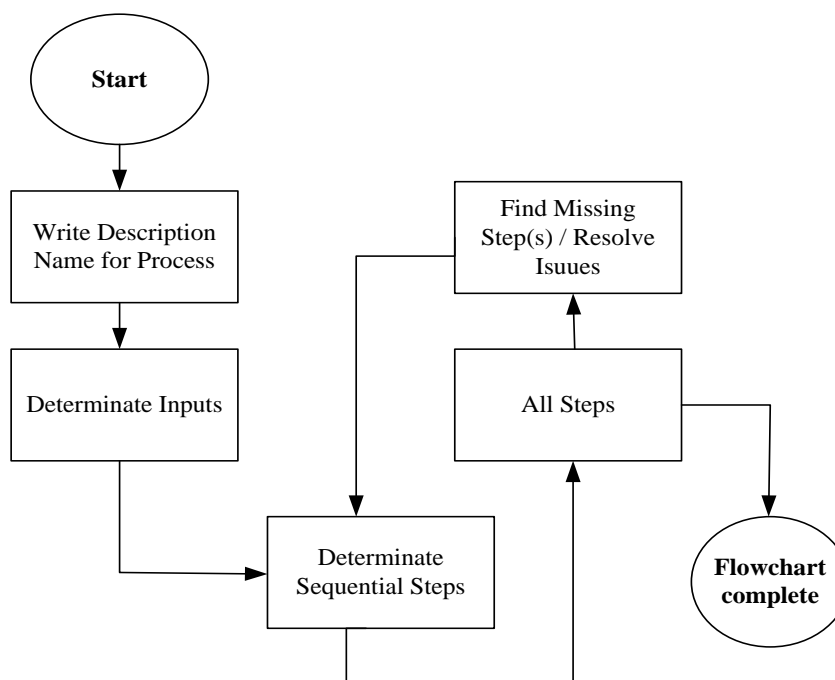 Start
Write Description
Name for Process
Determinate Inputs
Find Missing
Step(s) / Resolve
Isuues
All Steps
Determinate
Sequential Steps
Flowchart
complete